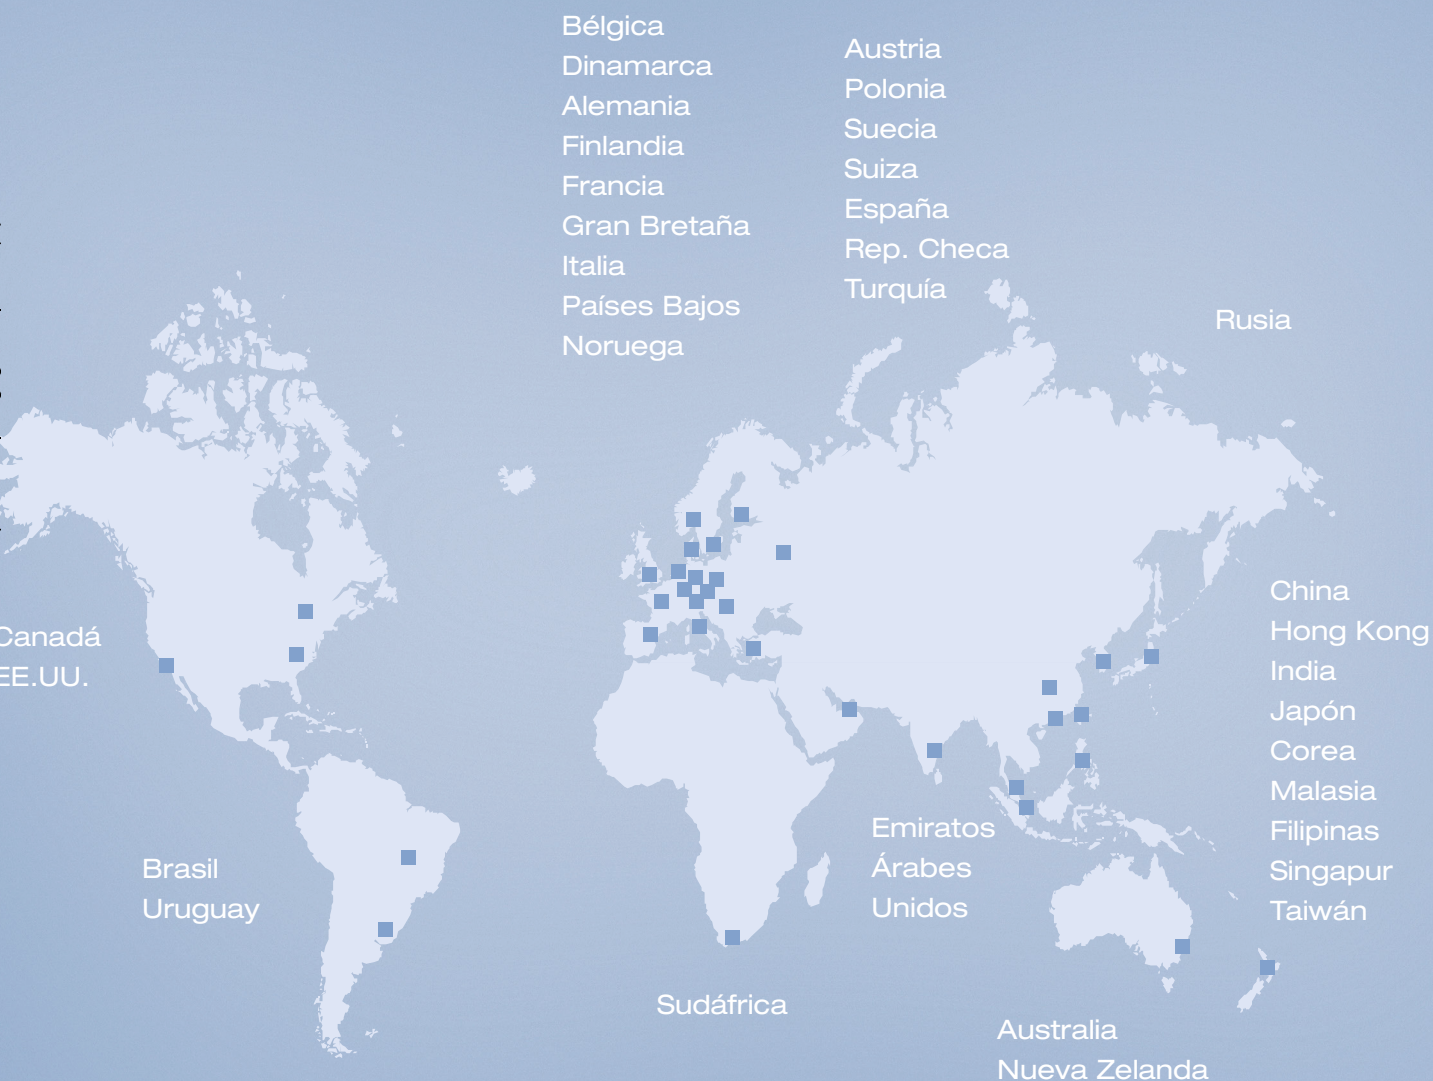 Bélgica
Dinamarca
Alemania
Finlandia
Francia
Gran Bretaña
Italia
Países Bajos
Noruega
Austria
Polonia
Suecia
Suiza
España
Rep. Checa
Turquía
Rusia
Canadá
EE.UU.
China
Hong Kong
India
Japón
Corea
Malasia
Filipinas
Singapur
Taiwán
Brasil
Uruguay
Emiratos
Árabes
Unidos
Sudáfrica
Australia
Nueva Zelanda